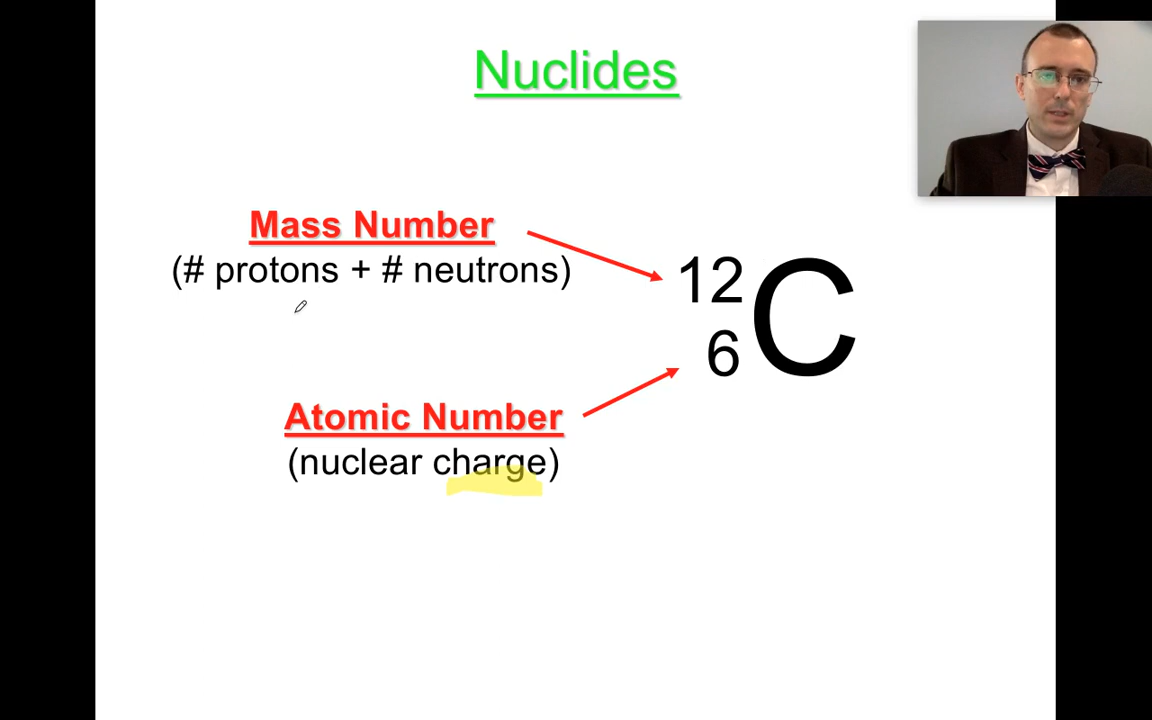 Nuclides
Mass Number
(# protons + # neutrons)
12
6
C
Atomic Number
(nuclear charge)